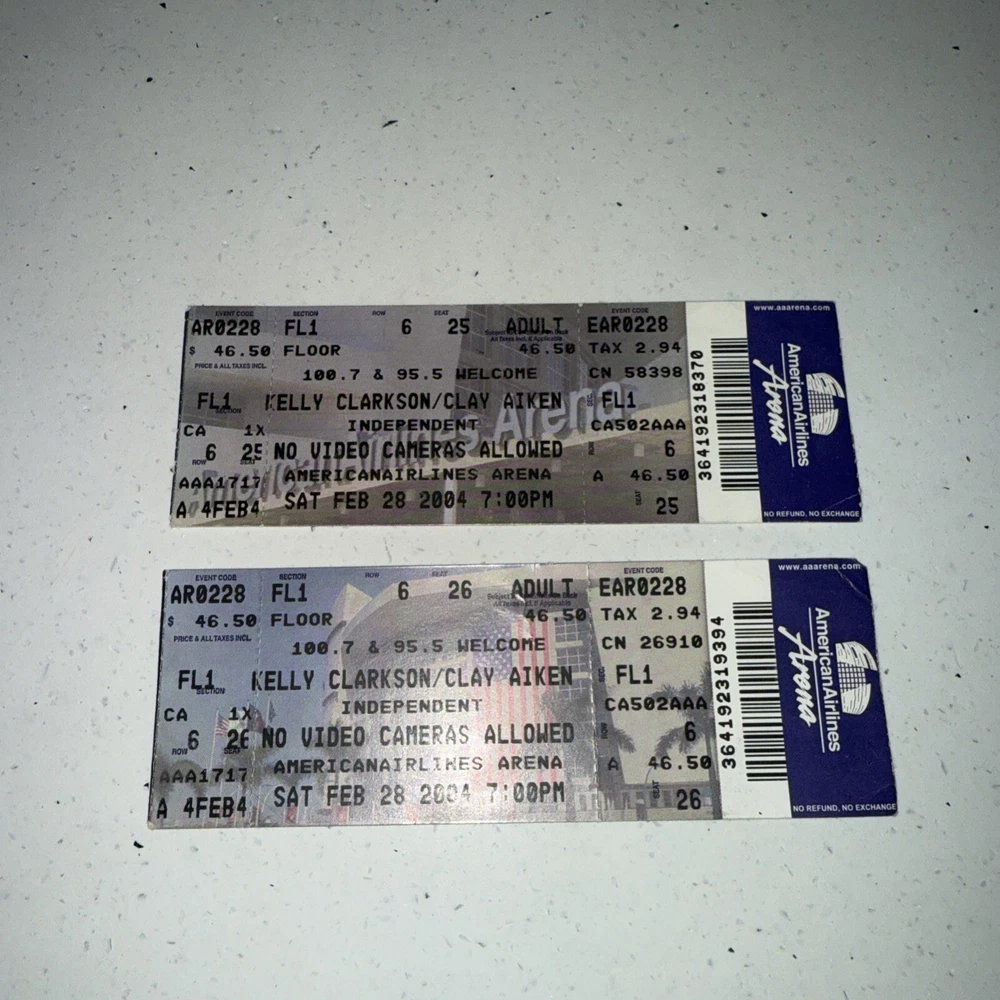 EVENT CODE SECTION ROW SEAT
AR0228 FL1 6 25 ADULT EAR0228
$ 46.50 FLOOR 46.50 TAX 2.94
PRICE & ALL TAXES INCL.
100.7 & 95.5 WELCOME CN 58398
FL1 KELLY CLARKSON/CLAY AIKEN FL1
SECTION
CA 1X INDEPENDENT CA502AAA
6 25 NO VIDEO CAMERAS ALLOWED 6
ROW
AAA1717 AMERICANAIRLINES ARENA A 46.50
A 4FEB4 SAT FEB 28 2004 7:00PM SEAT 25
364192318370
www.aaarena.com
AmericanAirlines
Arena
NO REFUND, NO EXCHANGE
EVENT CODE SECTION ROW SEAT
AR0228 FL1 6 26 ADULT EAR0228
$ 46.50 FLOOR 46.50 TAX 2.94
PRICE & ALL TAXES INCL.
100.7 & 95.5 WELCOME CN 26910
FL1 KELLY CLARKSON/CLAY AIKEN FL1
SECTION
CA 1X INDEPENDENT CA502AAA
6 26 NO VIDEO CAMERAS ALLOWED 6
ROW SEAT
AAA1717 AMERICANAIRLINES ARENA A 46.50
A 4FEB4 SAT FEB 28 2004 7:00PM SEAT 26
364192319394
www.aaarena.com
AmericanAirlines
Arena
NO REFUND, NO EXCHANGE